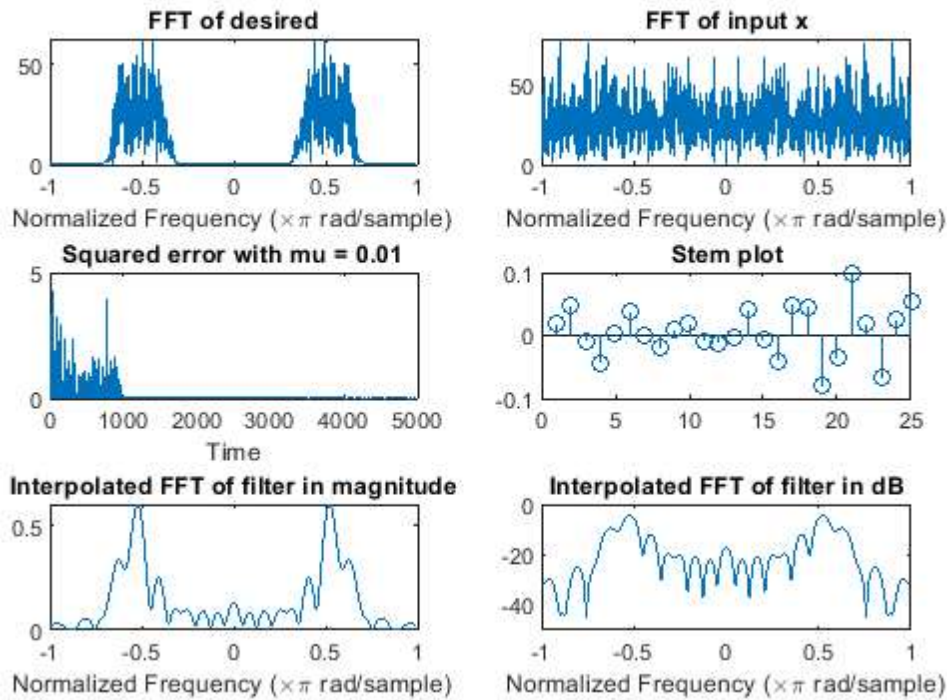 FFT of desired
50
0
-1 -0.5 0 0.5 1
Normalized Frequency (×π rad/sample)
FFT of input x
50
0
-1 -0.5 0 0.5 1
Normalized Frequency (×π rad/sample)
Squared error with mu = 0.01
5
0
0 1000 2000 3000 4000 5000
Time
Stem plot
0.1
0
-0.1
0 5 10 15 20 25
Interpolated FFT of filter in magnitude
0.5
0
-1 -0.5 0 0.5 1
Normalized Frequency (×π rad/sample)
Interpolated FFT of filter in dB
0
-20
-40
-1 -0.5 0 0.5 1
Normalized Frequency (×π rad/sample)